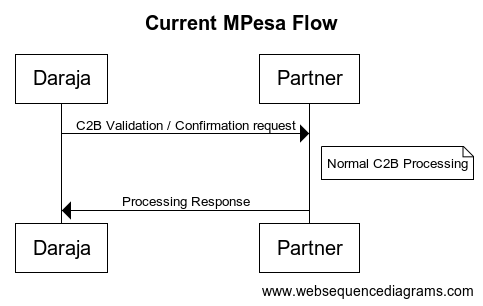 Current MPesa Flow
Daraja
Partner
C2B Validation / Confirmation request
Normal C2B Processing
Processing Response
Daraja
Partner
www.websequencediagrams.com